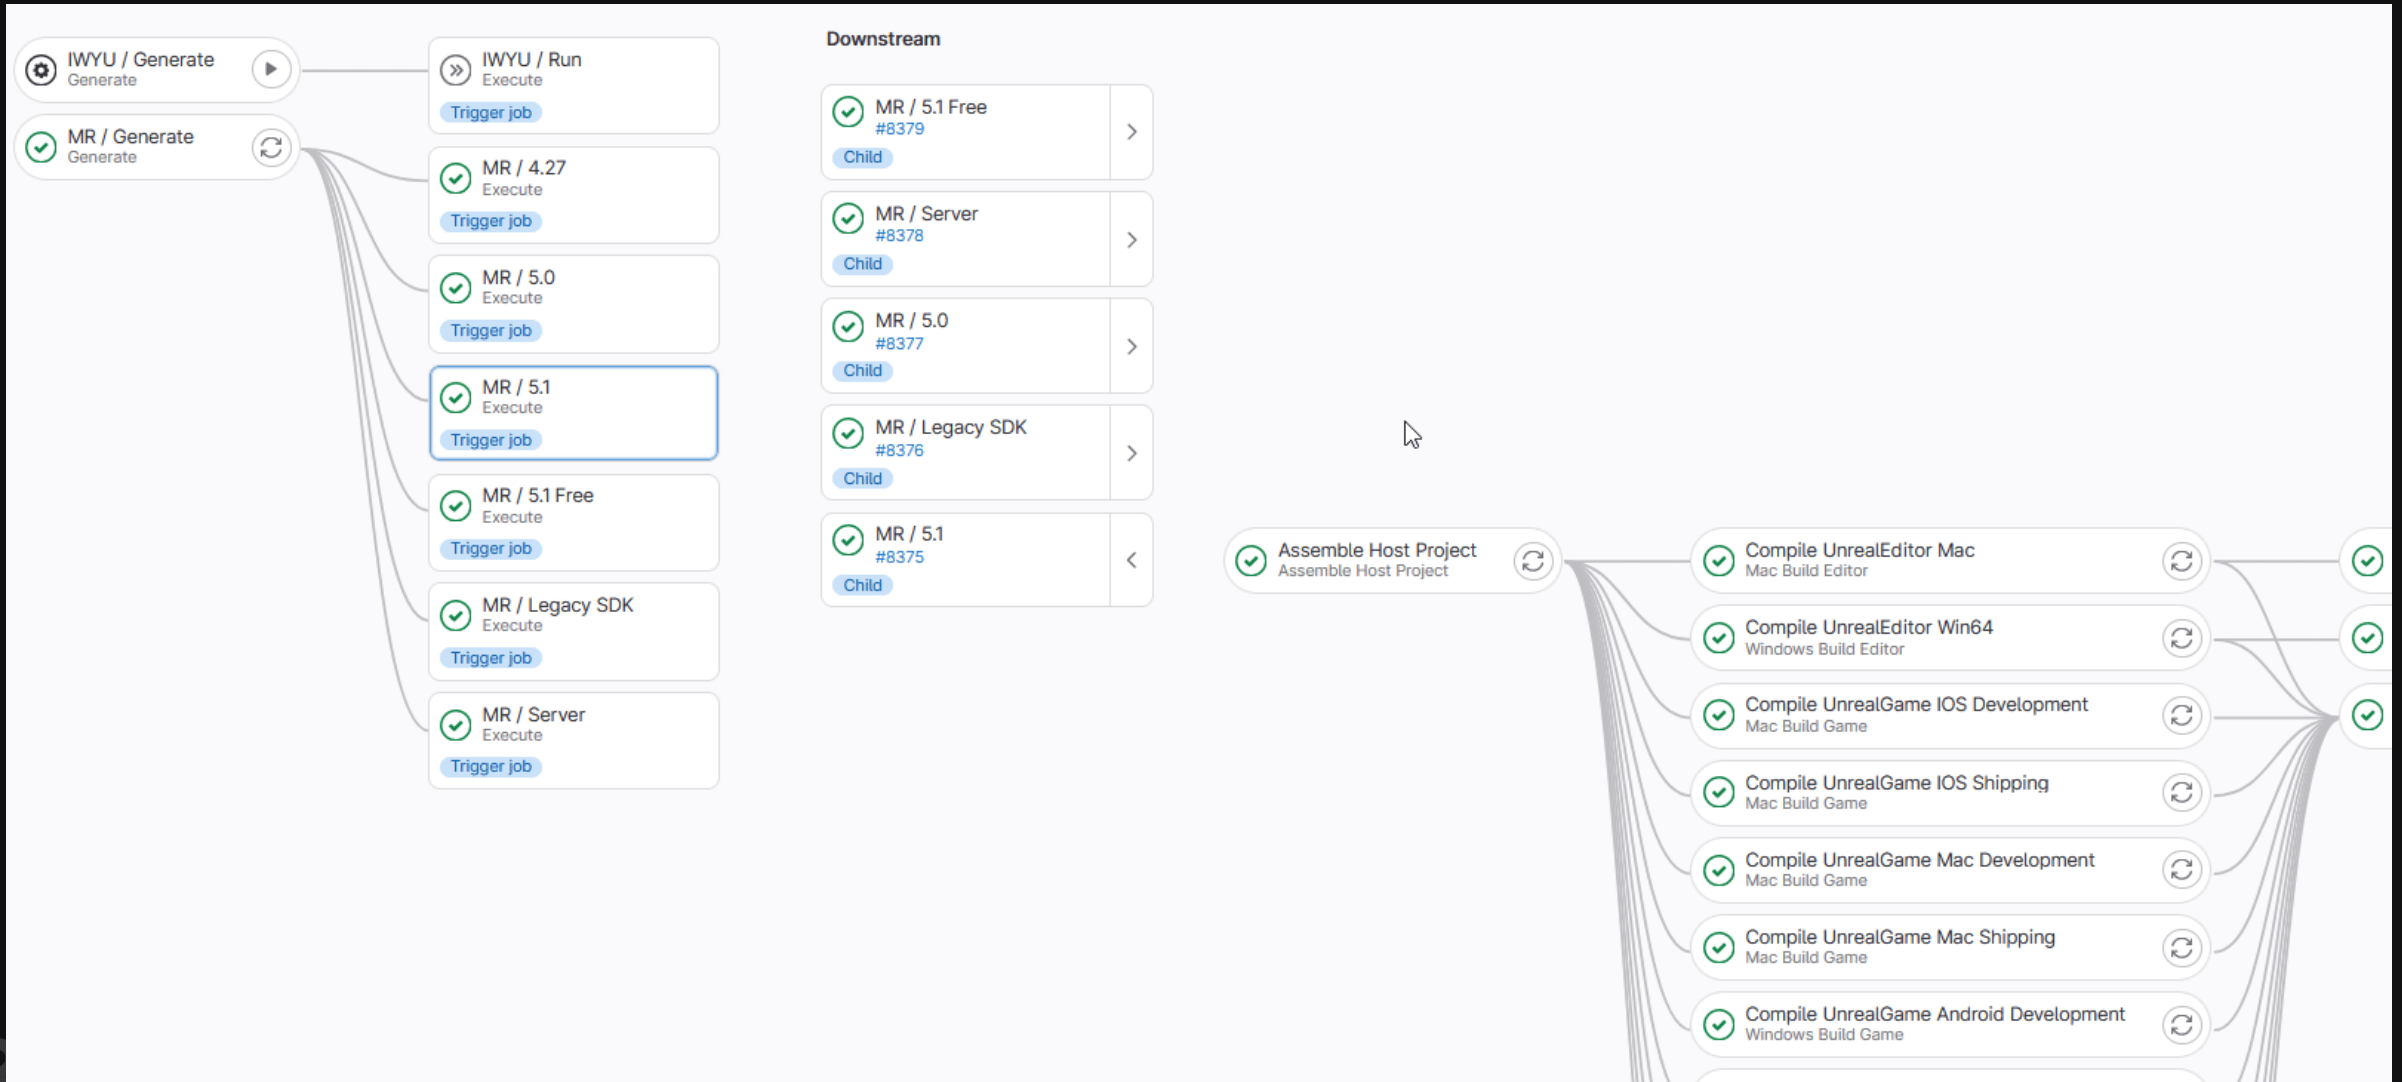 IWYU / Generate
Generate
MR / Generate
Generate
IWYU / Run
Execute
Trigger job
MR / 4.27
Execute
Trigger job
MR / 5.0
Execute
Trigger job
MR / 5.1
Execute
Trigger job
MR / 5.1 Free
Execute
Trigger job
MR / Legacy SDK
Execute
Trigger job
MR / Server
Execute
Trigger job
Downstream
MR / 5.1 Free
#8379
Child
MR / Server
#8378
Child
MR / 5.0
#8377
Child
MR / Legacy SDK
#8376
Child
MR / 5.1
#8375
Child
Assemble Host Project
Assemble Host Project
Compile UnrealEditor Mac
Mac Build Editor
Compile UnrealEditor Win64
Windows Build Editor
Compile UnrealGame IOS Development
Mac Build Game
Compile UnrealGame IOS Shipping
Mac Build Game
Compile UnrealGame Mac Development
Mac Build Game
Compile UnrealGame Mac Shipping
Mac Build Game
Compile UnrealGame Android Development
Windows Build Game